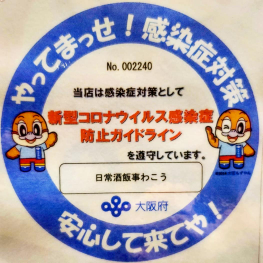 やってまっせ！感染症対策
No.002240
当店は感染症対策として
新型コロナウイルス感染症
防止ガイドライン
を遵守しています。
日常酒飯事わこう
大阪府
安心して来てや！